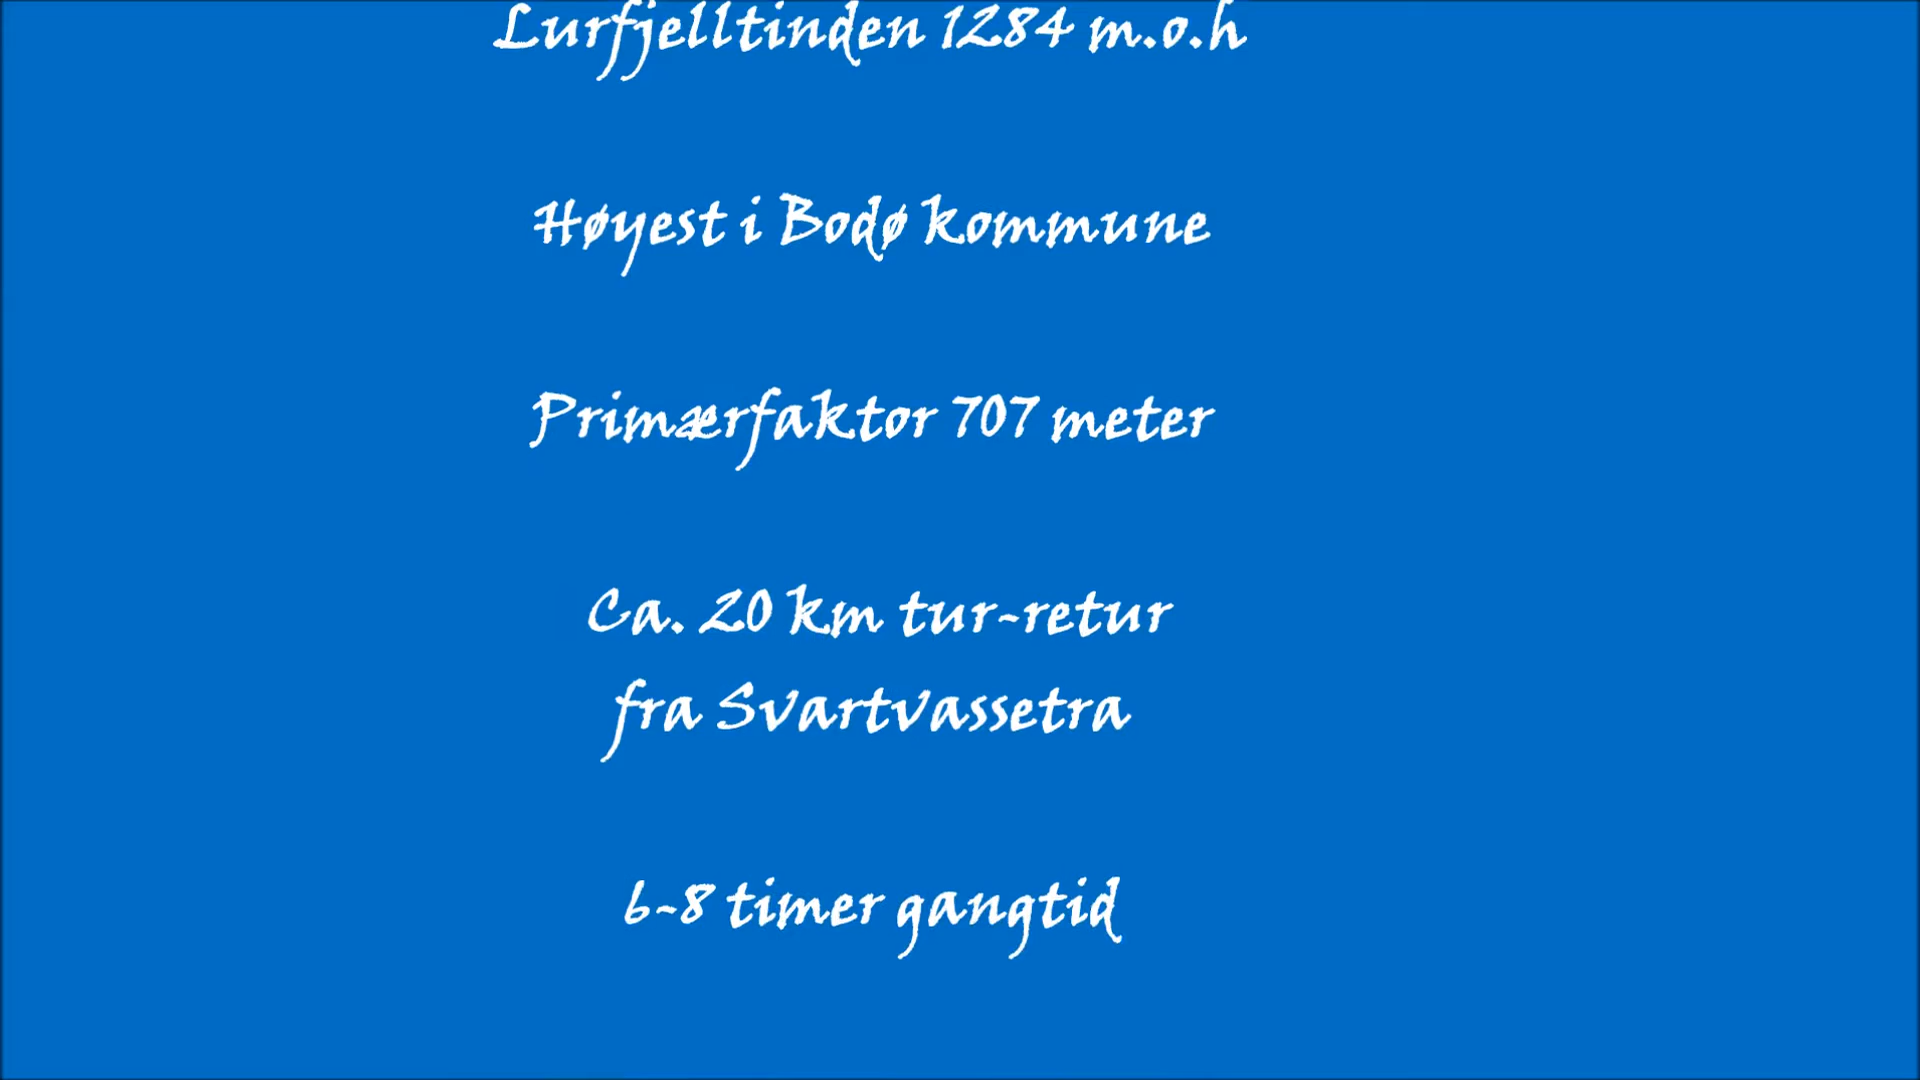 Lurfjelltinden 1284 m.o.h
Høyest i Bodø kommune
Primærfaktor 707 meter
Ca. 20 km tur-retur
fra Svartvassetra
6-8 timer gangtid